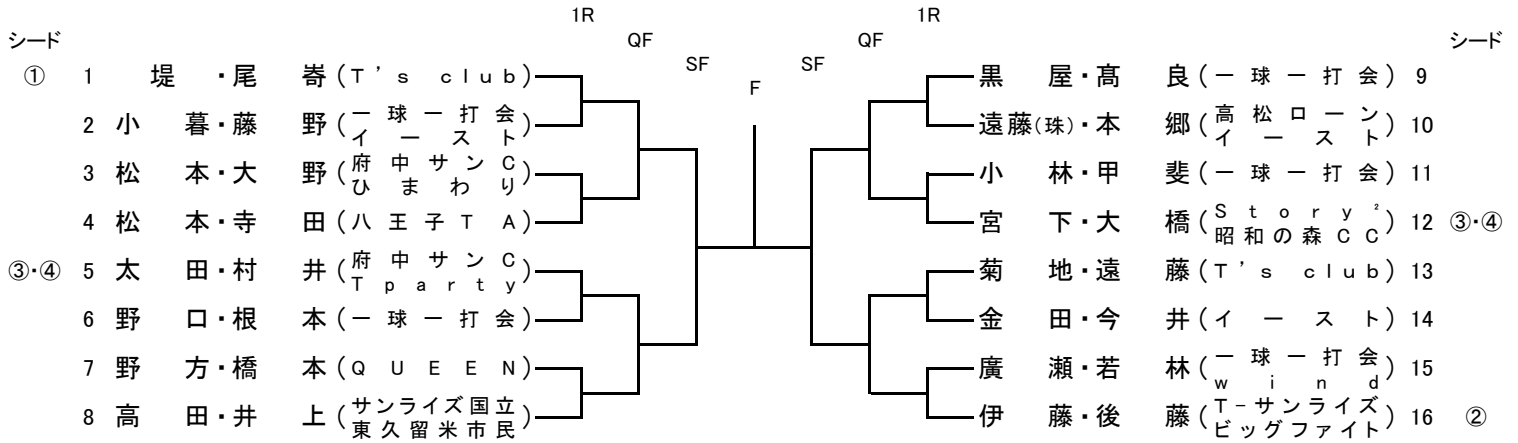 1R 1R
シード QF QF シード
SF SF
F
① 1 堤・尾嵜(T's club)
2 小暮・藤野(一球一打会 イースト)
3 松本・大野(府中サンC ひまわり)
4 松本・寺田(八王子TA)
③・④ 5 太田・村井(府中サンC Tparty)
6 野口・根本(一球一打会)
7 野方・橋本(QUEEN)
8 高田・井上(サンライズ国立 東久留米市民)
黒屋・髙良(一球一打会) 9
遠藤(珠)・本郷(高松ローン イースト) 10
小林・甲斐(一球一打会) 11
宮下・大橋(Story² 昭和の森CC) 12 ③・④
菊地・遠藤(T's club) 13
金田・今井(イースト) 14
廣瀬・若林(一球一打会 wind) 15
伊藤・後藤(T-サンライズ ビッグファイト) 16 ②